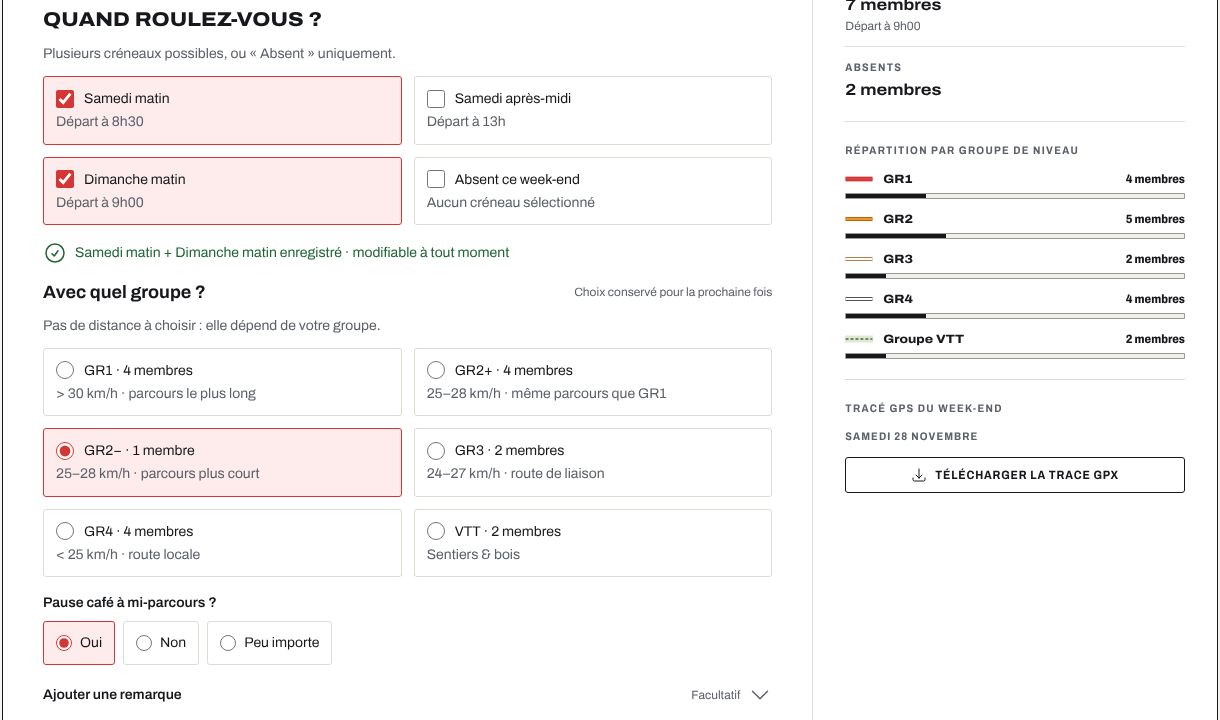 QUAND ROULEZ-VOUS ?
Plusieurs créneaux possibles, ou « Absent » uniquement.
Samedi matin
Départ à 8h30
Samedi après-midi
Départ à 13h
Dimanche matin
Départ à 9h00
Absent ce week-end
Aucun créneau sélectionné
Samedi matin + Dimanche matin enregistré · modifiable à tout moment
Avec quel groupe ?
Choix conservé pour la prochaine fois
Pas de distance à choisir : elle dépend de votre groupe.
GR1 · 4 membres
> 30 km/h · parcours le plus long
GR2+ · 4 membres
25–28 km/h · même parcours que GR1
GR2– · 1 membre
25–28 km/h · parcours plus court
GR3 · 2 membres
24–27 km/h · route de liaison
GR4 · 4 membres
< 25 km/h · route locale
VTT · 2 membres
Sentiers & bois
Pause café à mi-parcours ?
Oui
Non
Peu importe
Ajouter une remarque
Facultatif
7 membres
Départ à 9h00
ABSENTS
2 membres
RÉPARTITION PAR GROUPE DE NIVEAU
GR1
4 membres
GR2
5 membres
GR3
2 membres
GR4
4 membres
Groupe VTT
2 membres
TRACÉ GPS DU WEEK-END
SAMEDI 28 NOVEMBRE
TÉLÉCHARGER LA TRACE GPX